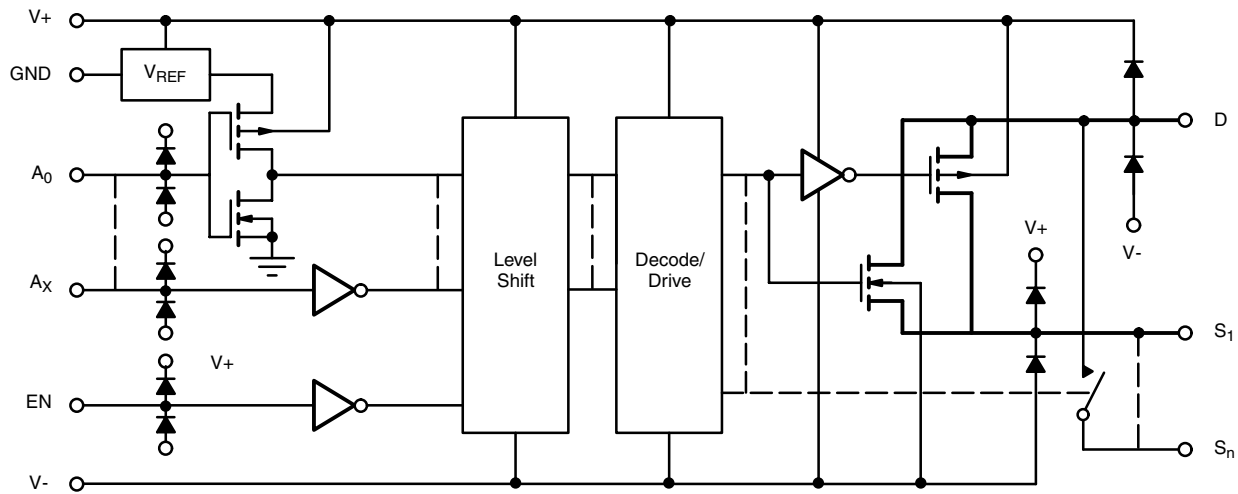 V+
GND
VREF
A0
AX
Level
Shift
Decode/
Drive
D
V+
V-
S1
V+
EN
Sn
V-